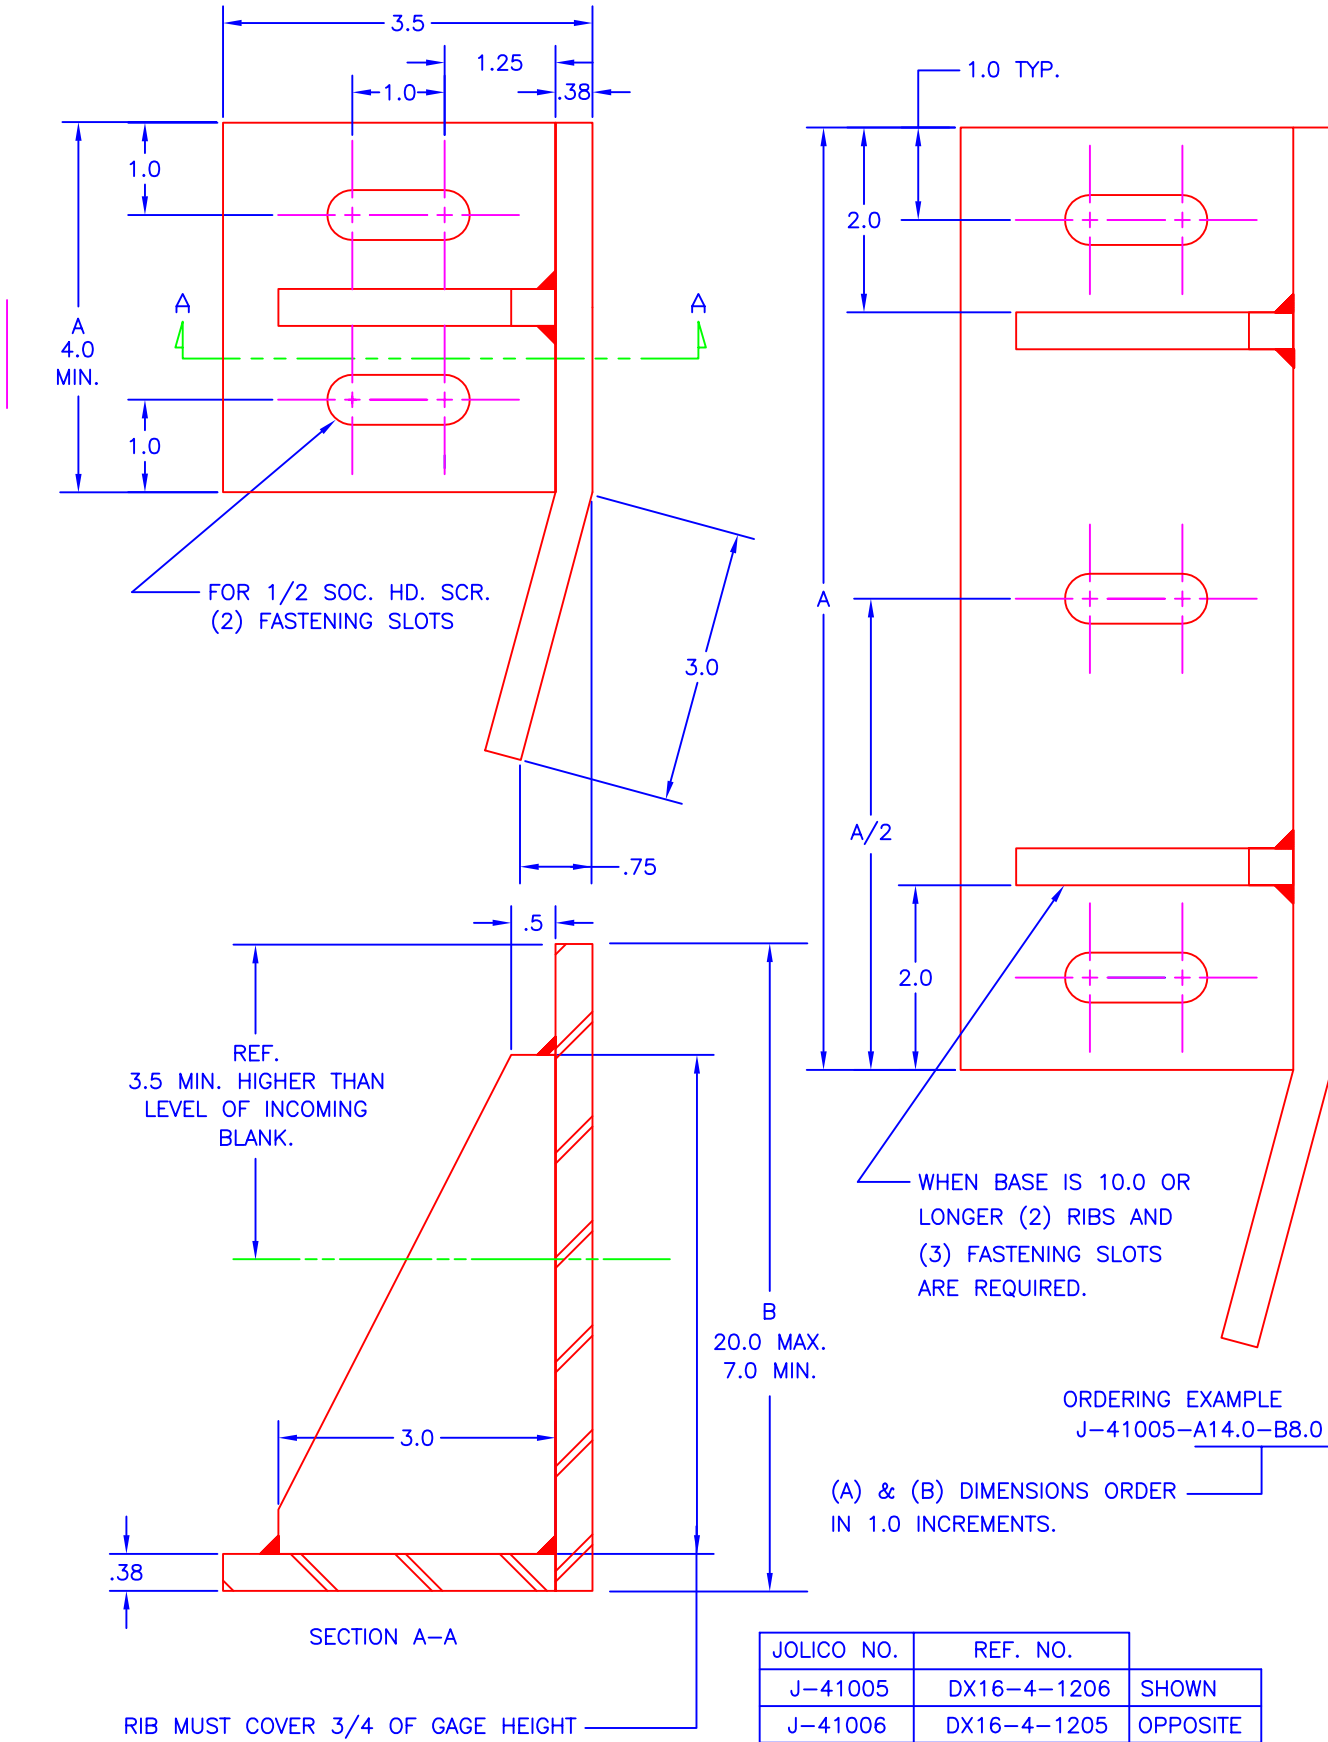 3.5
1.25
1.0
.38
1.0
A
4.0
MIN.
1.0
A
A
FOR 1/2 SOC. HD. SCR.
(2) FASTENING SLOTS
3.0
.75
1.0 TYP.
2.0
A
A/2
2.0
WHEN BASE IS 10.0 OR
LONGER (2) RIBS AND
(3) FASTENING SLOTS
ARE REQUIRED.
.5
REF.
3.5 MIN. HIGHER THAN
LEVEL OF INCOMING
BLANK.
B
20.0 MAX.
7.0 MIN.
3.0
.38
SECTION A-A
RIB MUST COVER 3/4 OF GAGE HEIGHT
ORDERING EXAMPLE
J-41005-A14.0-B8.0
(A) & (B) DIMENSIONS ORDER
IN 1.0 INCREMENTS.
JOLICO NO. REF. NO.
J-41005 DX16-4-1206 SHOWN
J-41006 DX16-4-1205 OPPOSITE